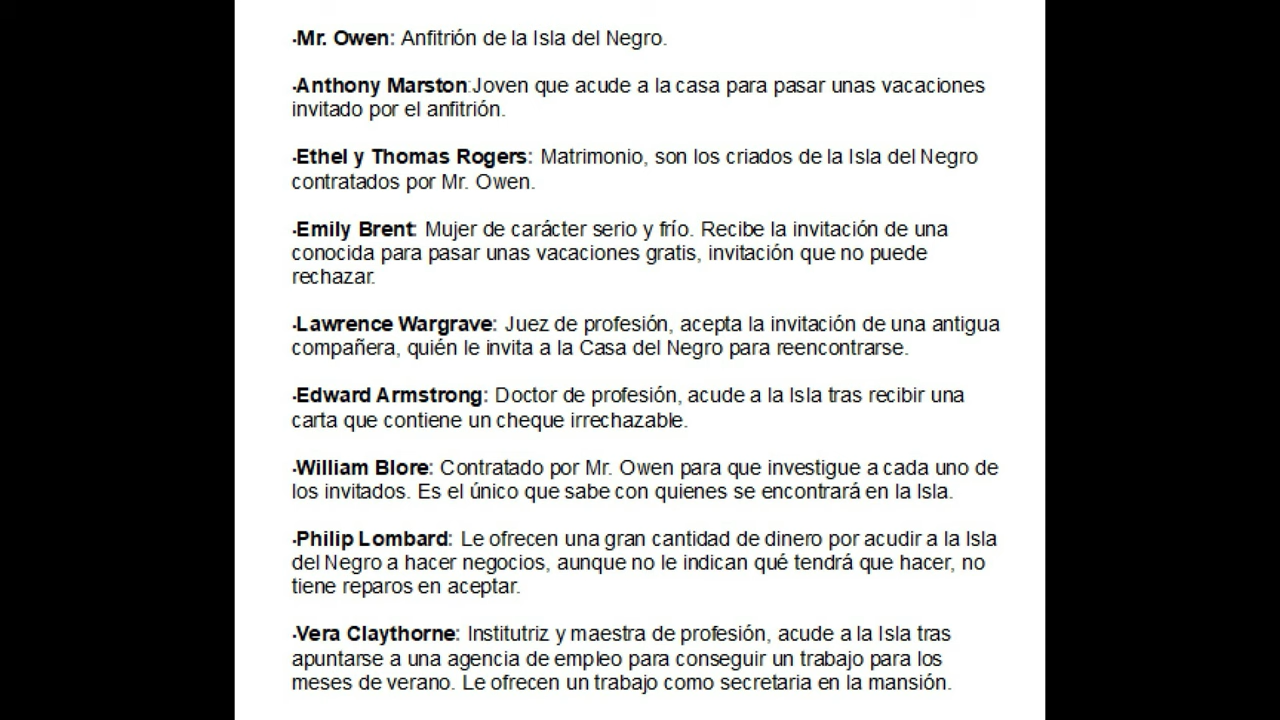 ·Mr. Owen: Anfitrión de la Isla del Negro.
·Anthony Marston:Joven que acude a la casa para pasar unas vacaciones
invitado por el anfitrión.
·Ethel y Thomas Rogers: Matrimonio, son los criados de la Isla del Negro
contratados por Mr. Owen.
·Emily Brent: Mujer de carácter serio y frío. Recibe la invitación de una
conocida para pasar unas vacaciones gratis, invitación que no puede
rechazar.
·Lawrence Wargrave: Juez de profesión, acepta la invitación de una antigua
compañera, quién le invita a la Casa del Negro para reencontrarse.
·Edward Armstrong: Doctor de profesión, acude a la Isla tras recibir una
carta que contiene un cheque irrechazable.
·William Blore: Contratado por Mr. Owen para que investigue a cada uno de
los invitados. Es el único que sabe con quienes se encontrará en la Isla.
·Philip Lombard: Le ofrecen una gran cantidad de dinero por acudir a la Isla
del Negro a hacer negocios, aunque no le indican qué tendrá que hacer, no
tiene reparos en aceptar.
·Vera Claythorne: Institutriz y maestra de profesión, acude a la Isla tras
apuntarse a una agencia de empleo para conseguir un trabajo para los
meses de verano. Le ofrecen un trabajo como secretaria en la mansión.